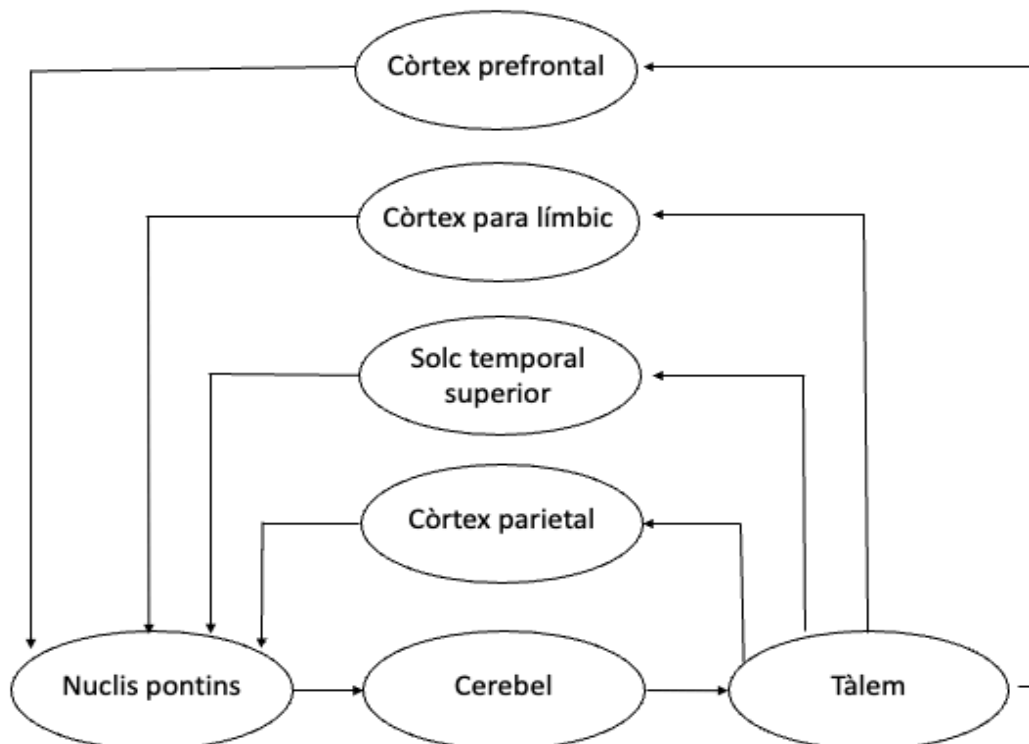 Còrtex prefrontal
Còrtex para límbic
Solc temporal
superior
Còrtex parietal
Nuclis pontins
Cerebel
Tàlem